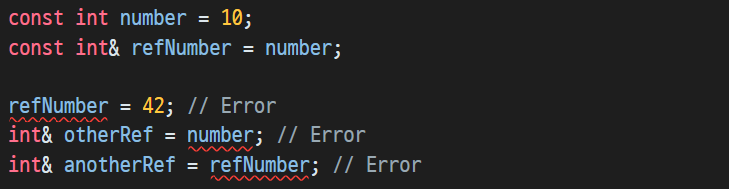 const int number = 10;
const int& refNumber = number;
refNumber = 42; // Error
int& otherRef = number; // Error
int& anotherRef = refNumber; // Error